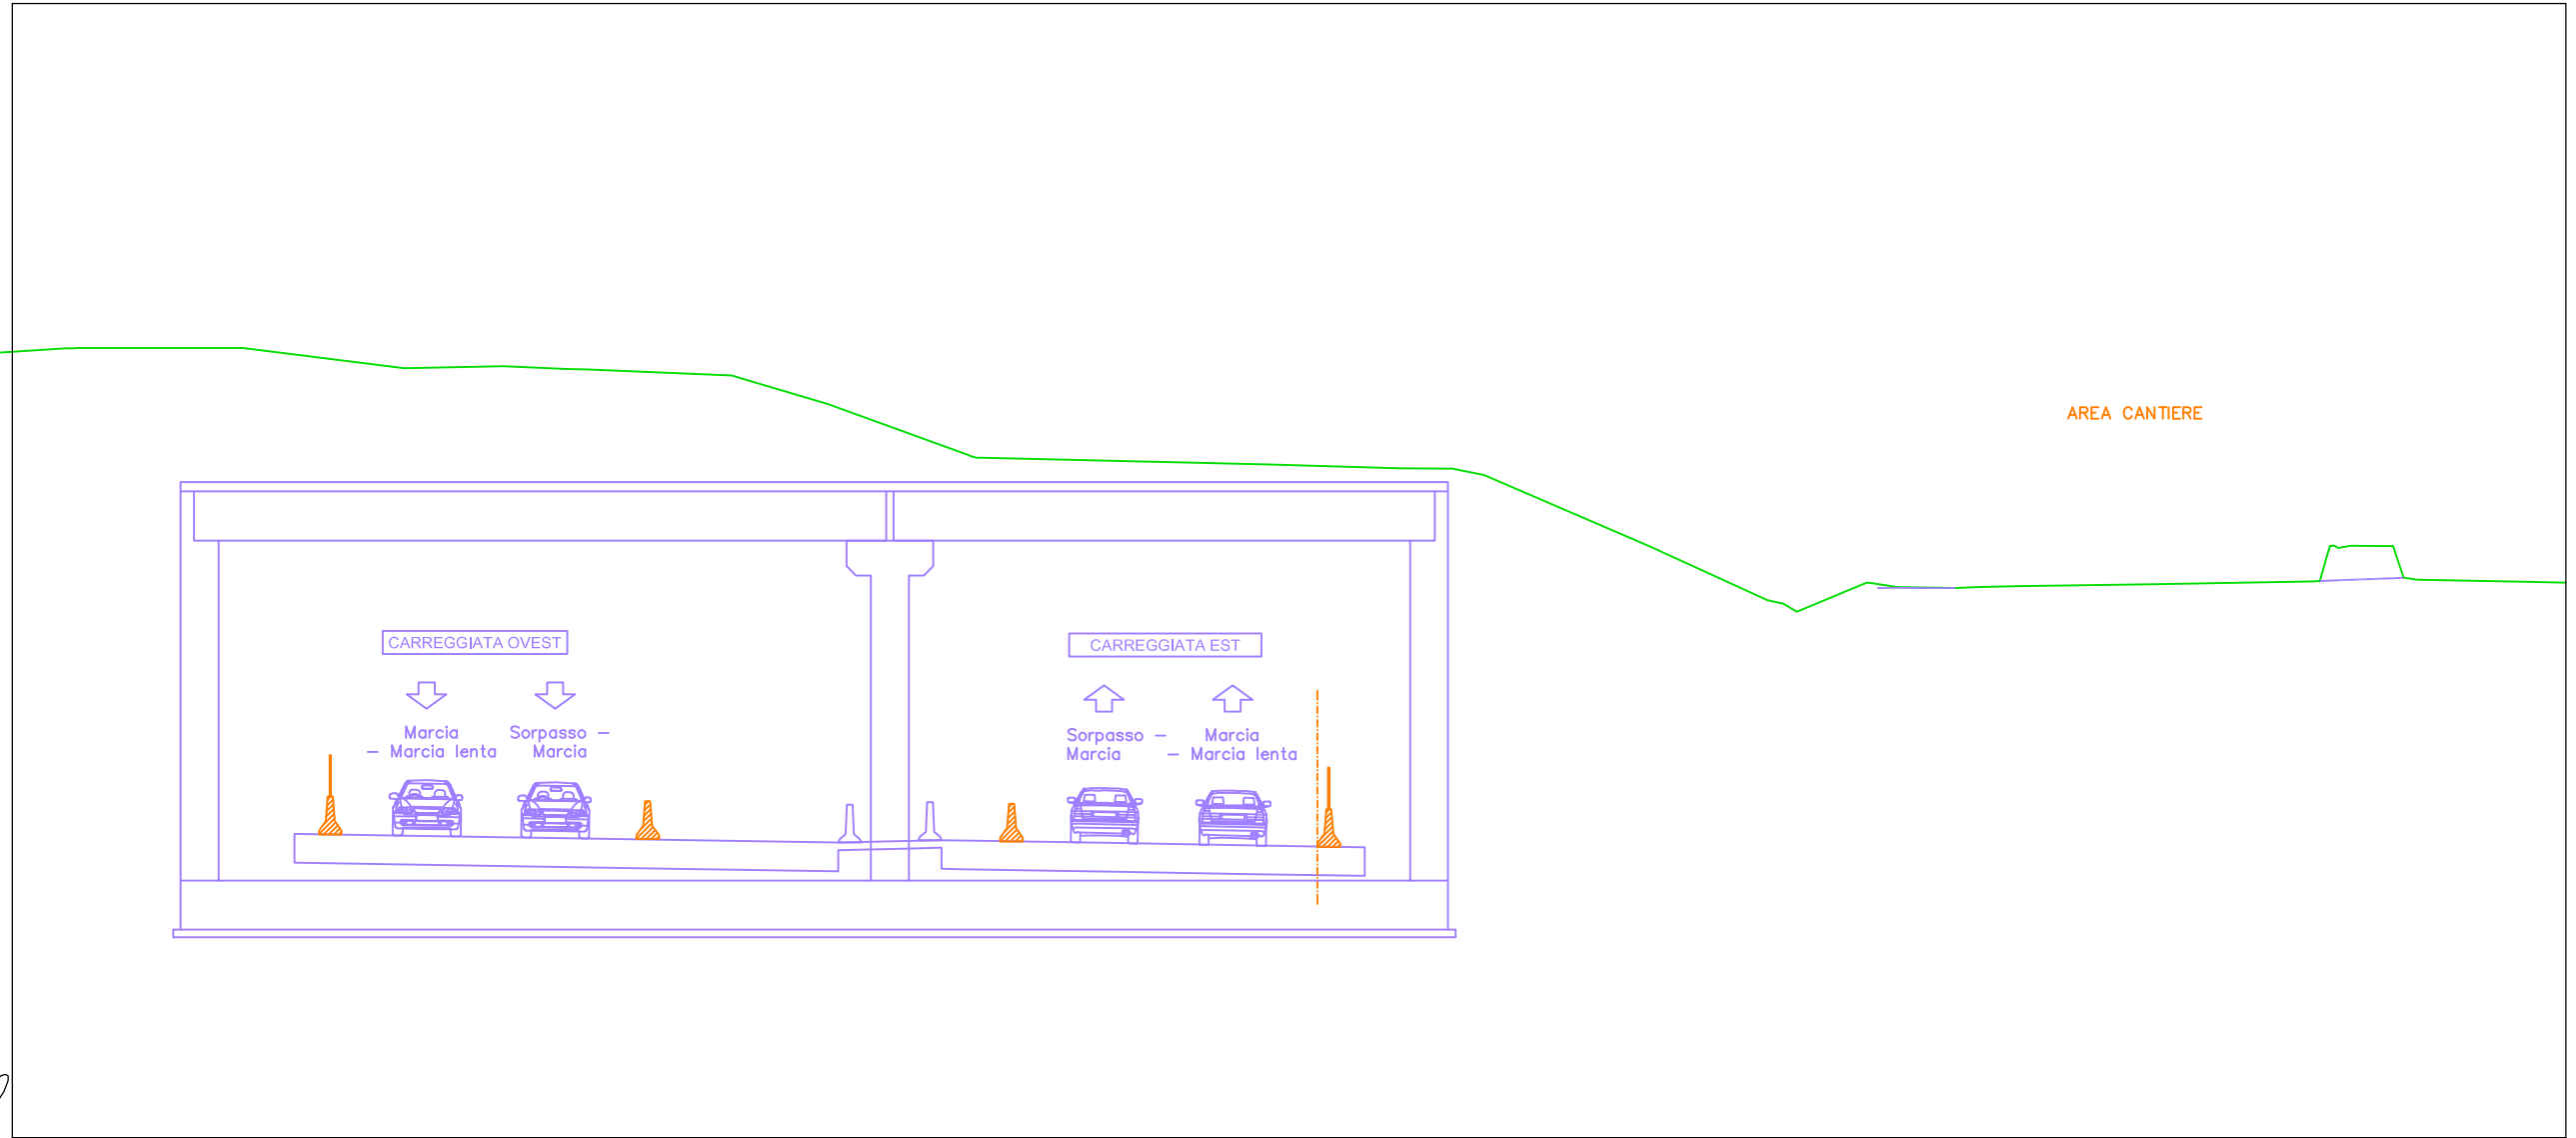 AREA CANTIERE
CARREGGIATA OVEST
CARREGGIATA EST
Marcia
– Marcia lenta
Sorpasso –
Marcia
Sorpasso –
Marcia
Marcia
– Marcia lenta